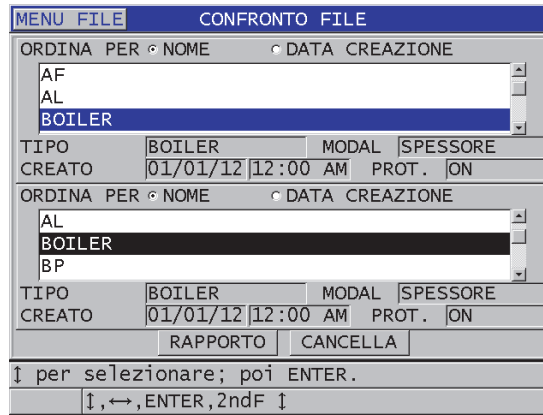 MENU FILE CONFRONTO FILE
ORDINA PER NOME DATA CREAZIONE
AF
AL
BOILER
TIPO BOILER MODAL SPESSORE
CREATO 01/01/12 12:00 AM PROT. ON
ORDINA PER NOME DATA CREAZIONE
AL
BOILER
BP
TIPO BOILER MODAL SPESSORE
CREATO 01/01/12 12:00 AM PROT. ON
RAPPORTO CANCELLA
↕ per selezionare; poi ENTER.
↕,↔,ENTER,2ndF ↕